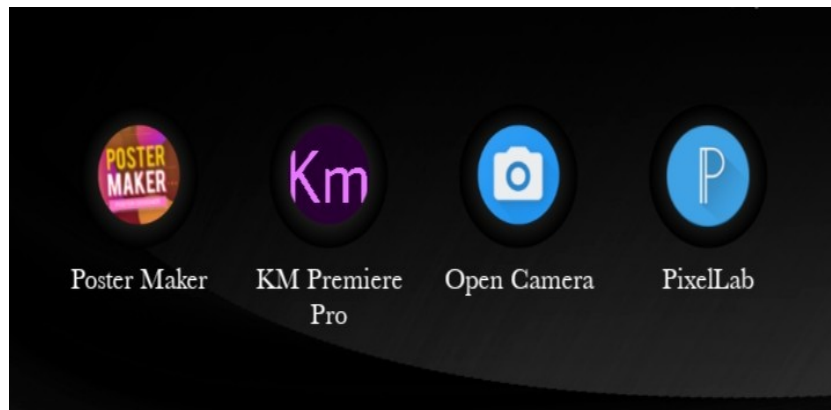 POSTER
MAKER
Km
P
Poster Maker
KM Premiere
Pro
Open Camera
PixelLab